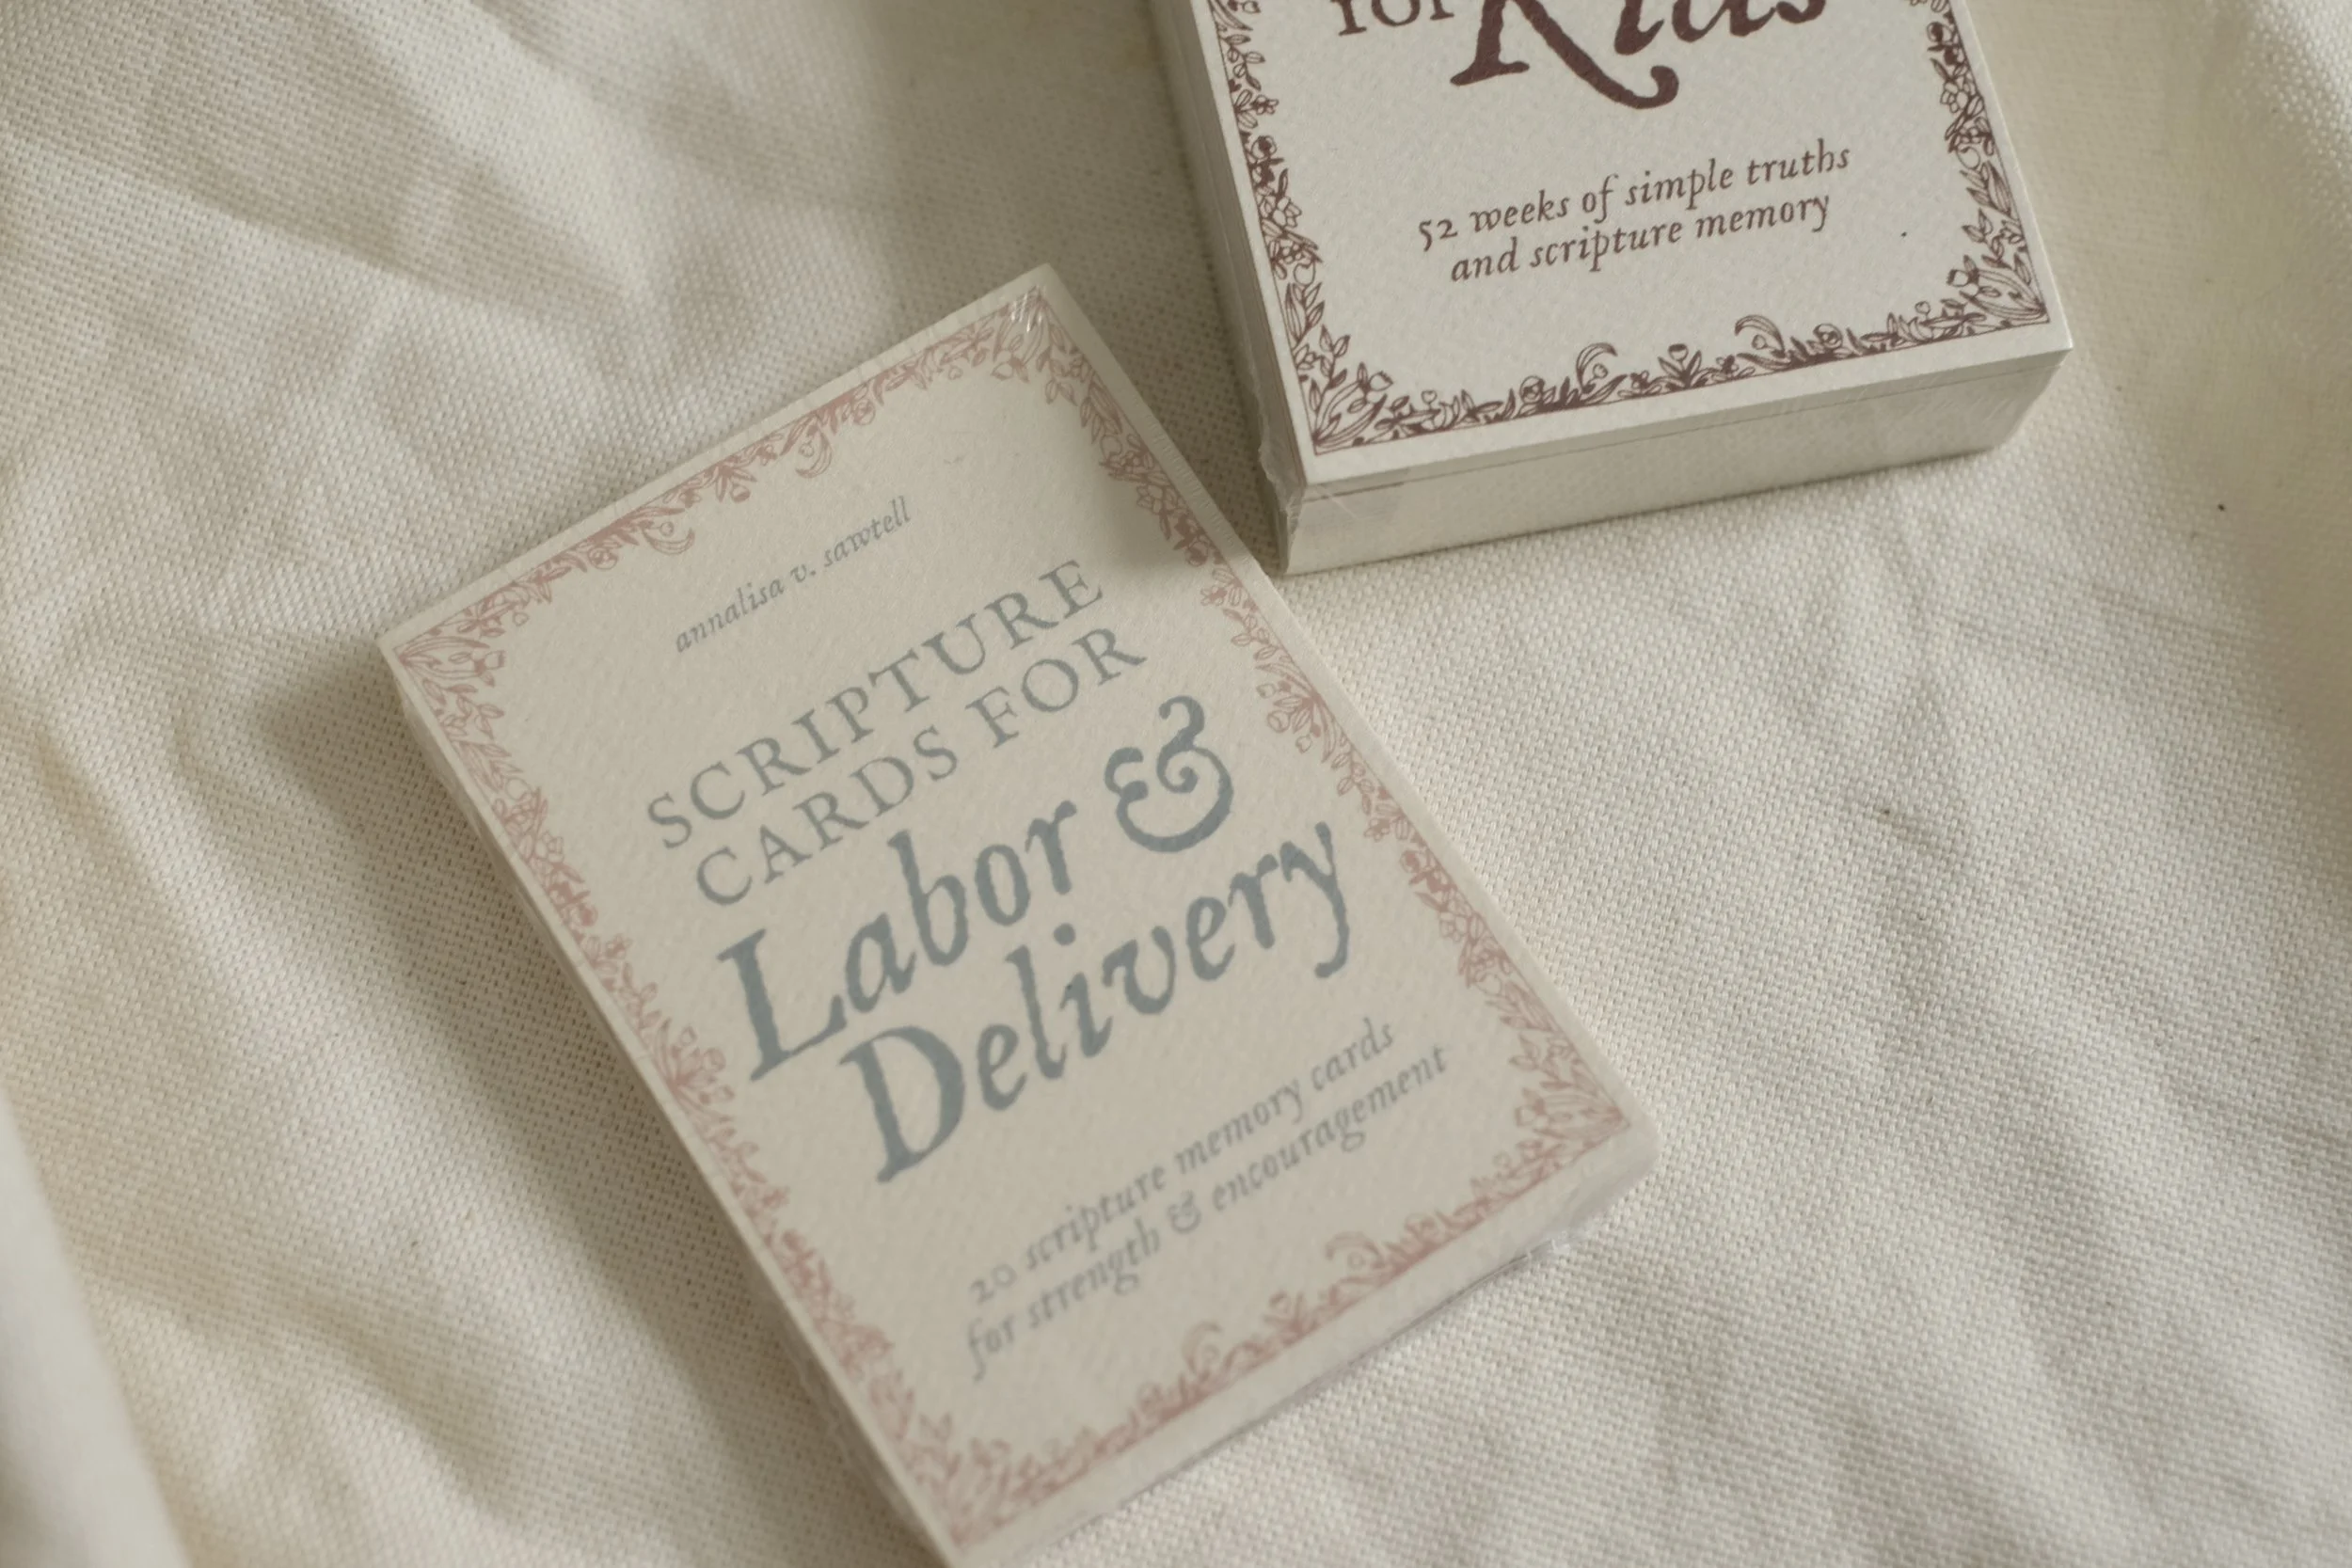 for Kids
52 weeks of simple truths
and scripture memory
annalisa v. sawtell
SCRIPTURE
CARDS FOR
Labor &
Delivery
20 scripture memory cards
for strength & encouragement